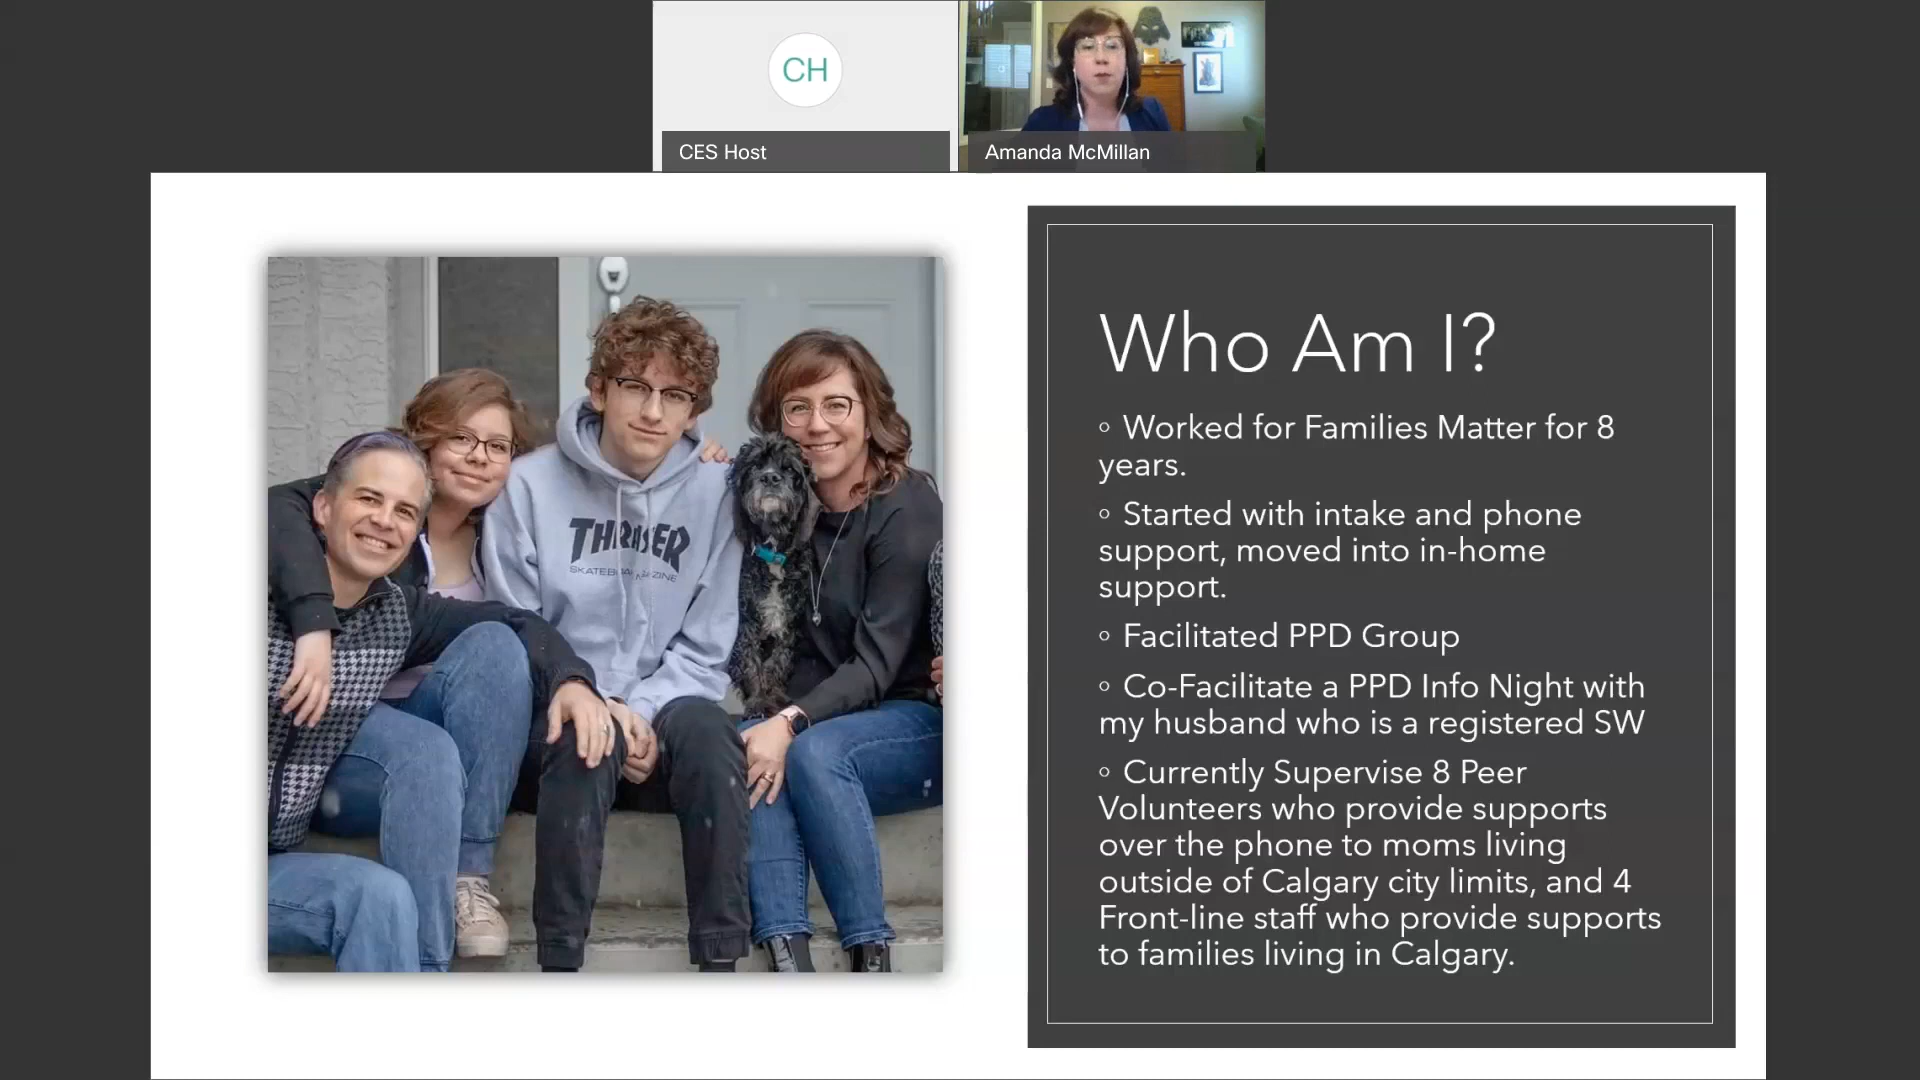 CH
CES Host
Amanda McMillan
THRASHER
Who Am I?
◦ Worked for Families Matter for 8
years.
◦ Started with intake and phone
support, moved into in-home
support.
◦ Facilitated PPD Group
◦ Co-Facilitate a PPD Info Night with
my husband who is a registered SW
◦ Currently Supervise 8 Peer
Volunteers who provide supports
over the phone to moms living
outside of Calgary city limits, and 4
Front-line staff who provide supports
to families living in Calgary.